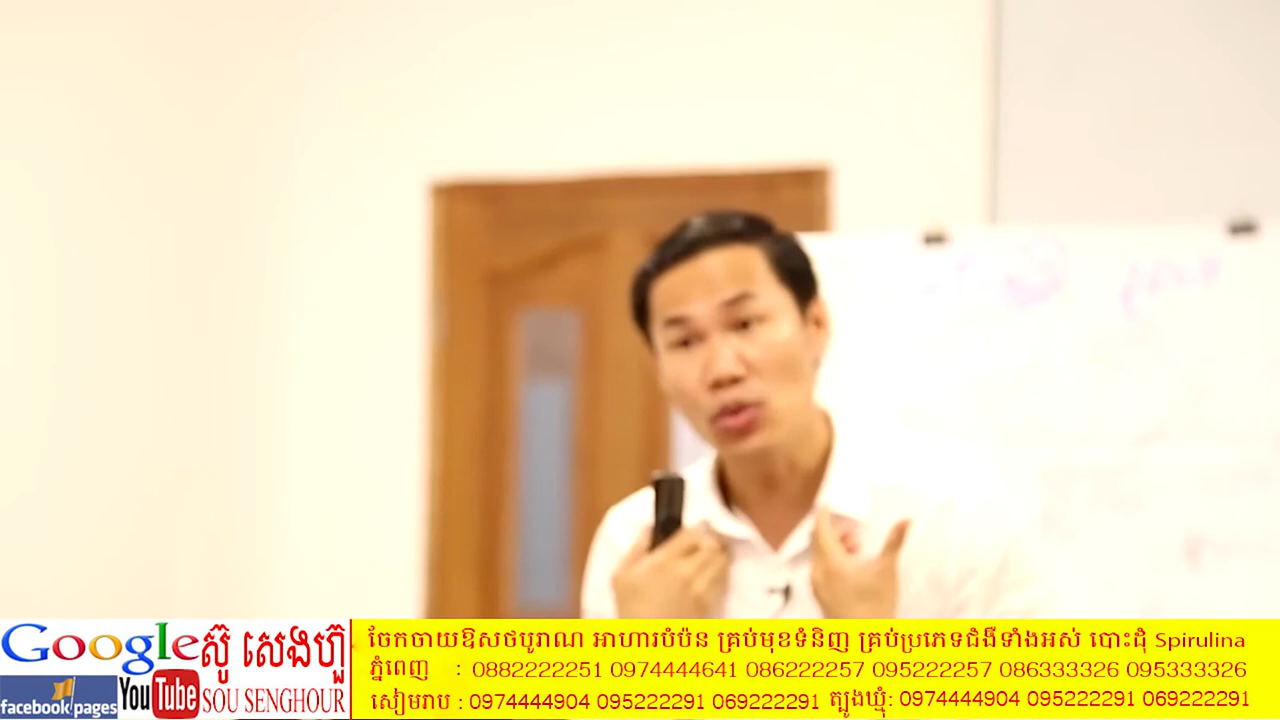 Google ស៊ូ សេងហ៊ួ
facebook pages YouTube SOU SENGHOUR
ចែកចាយឱសថបូរាណ អាហារបំប៉ន គ្រប់មុខទំនិញ គ្រប់ប្រភេទជំងឺទាំងអស់ បោះដុំ Spirulina
ភ្នំពេញ : 0882222251 0974444641 086222257 095222257 086333326 095333326
សៀមរាប : 0974444904 095222291 069222291 ត្បូងឃ្មុំ: 0974444904 095222291 069222291